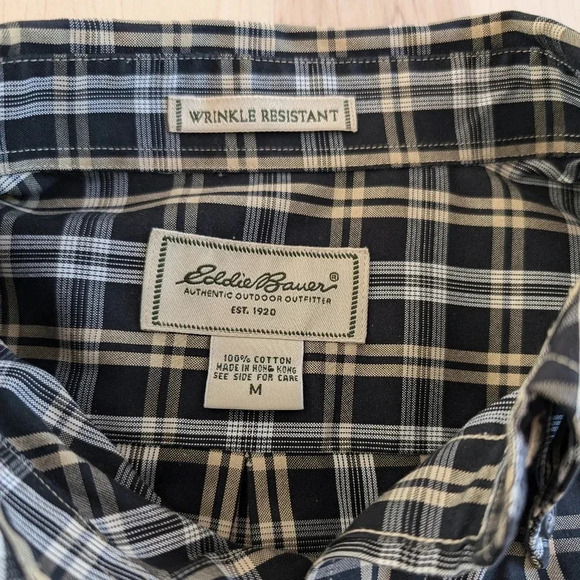 WRINKLE RESISTANT
Eddie Bauer®
AUTHENTIC OUTDOOR OUTFITTER
EST. 1920
100% COTTON
MADE IN HONG KONG
SEE SIDE FOR CARE
M